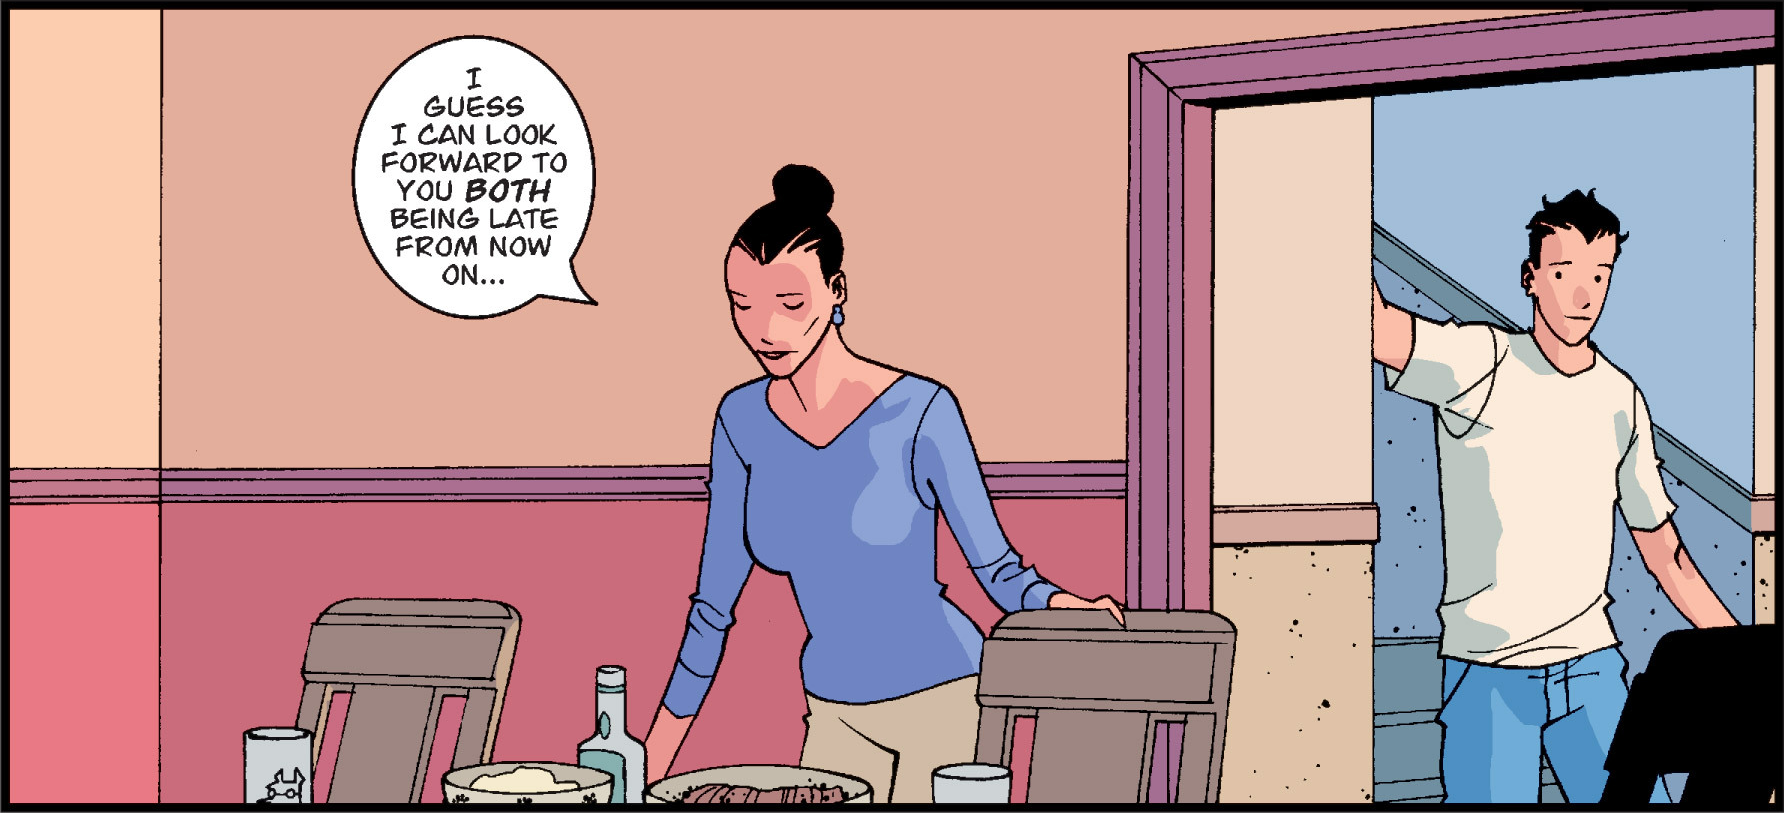 I
GUESS
I CAN LOOK
FORWARD TO
YOU BOTH
BEING LATE
FROM NOW
ON...